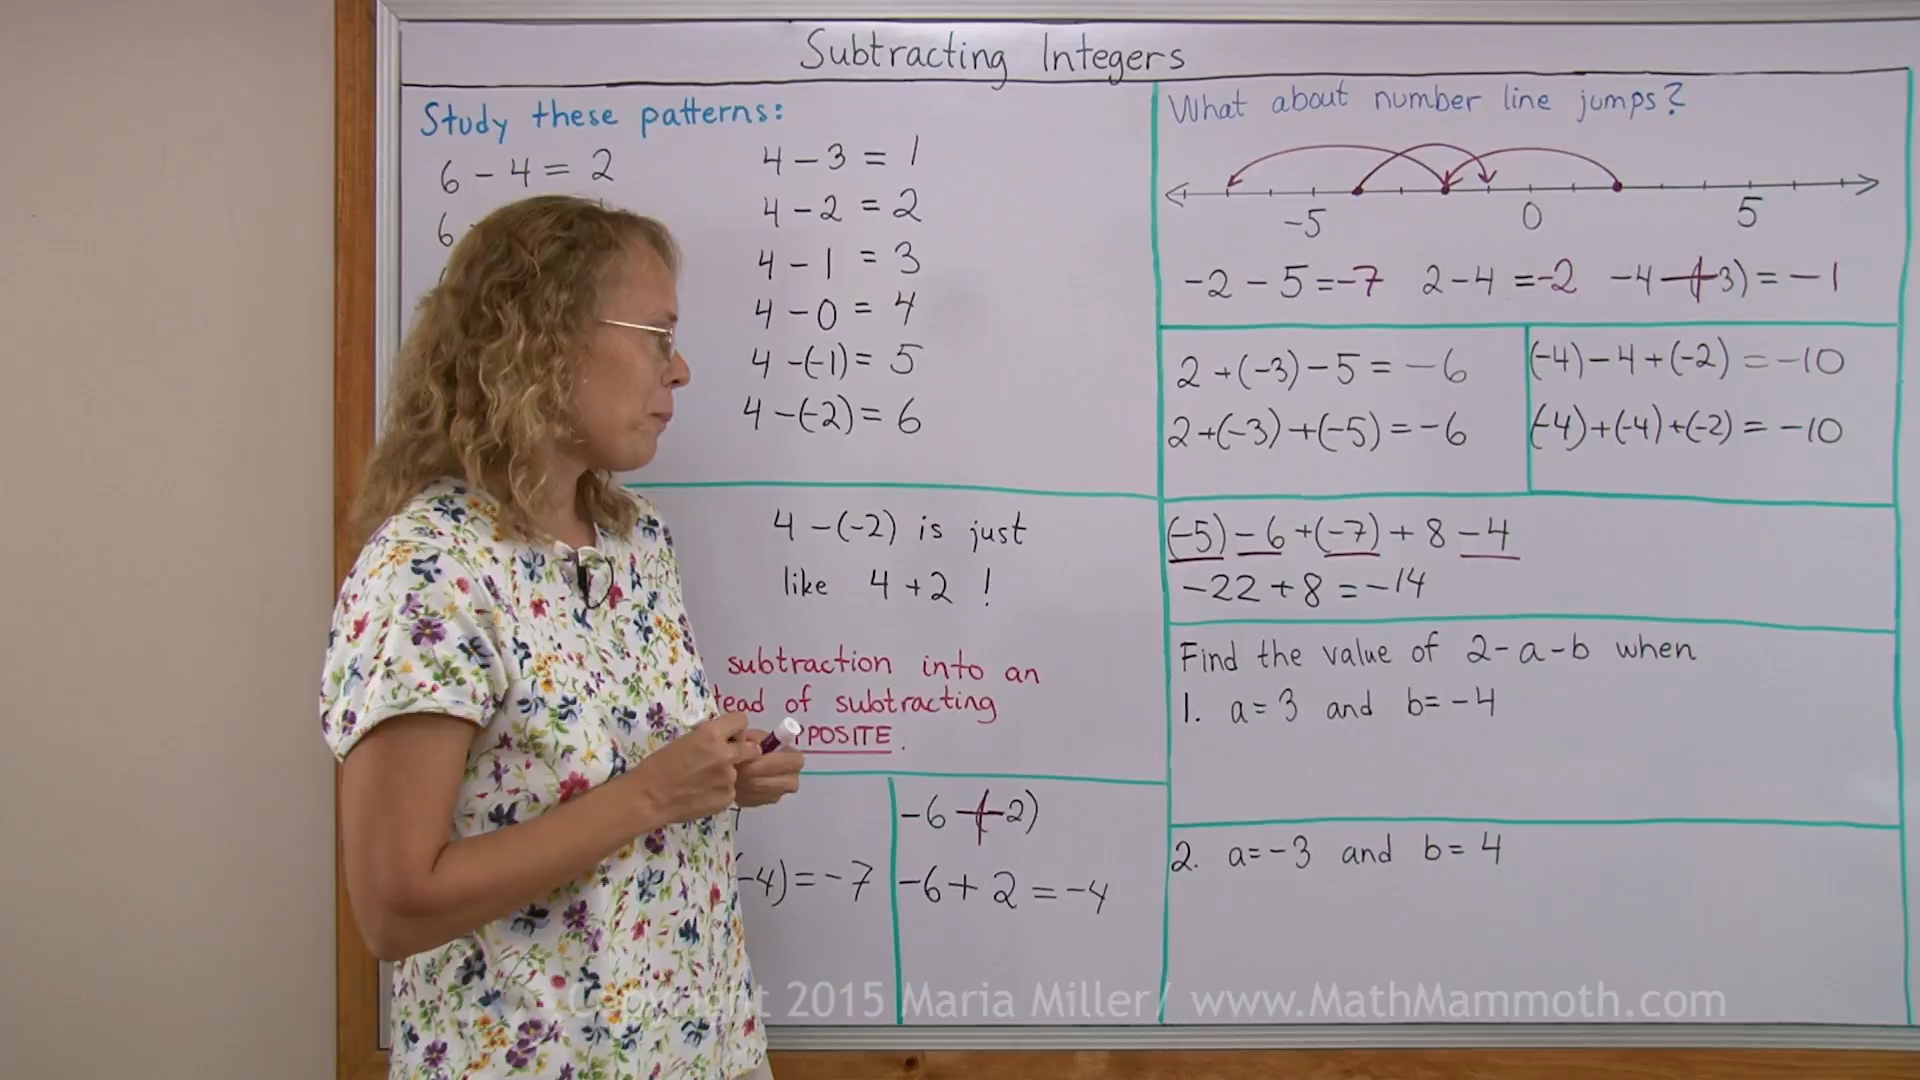 Subtracting Integers
Study these patterns:
6 - 4 = 2
6
4 - 3 = 1
4 - 2 = 2
4 - 1 = 3
4 - 0 = 4
4 -(-1) = 5
4 -(-2) = 6
4 -(-2) is just
like 4 + 2 !
subtraction into an
subtracting
-4) = -7
-6 -(-2)
-6 + 2 = -4
What about number line jumps?
-5 0 5
-2 - 5 = -7 2 - 4 = -2 -4 -(-3) = -1
2 + (-3) - 5 = -6
2 + (-3) + (-5) = -6
(-4) - 4 + (-2) = -10
(-4) + (-4) + (-2) = -10
(-5) - 6 + (-7) + 8 - 4
-22 + 8 = -14
Find the value of 2 - a - b when
1. a = 3 and b = -4
2. a = -3 and b = 4
Copyright 2015 Maria Miller / www.MathMammoth.com